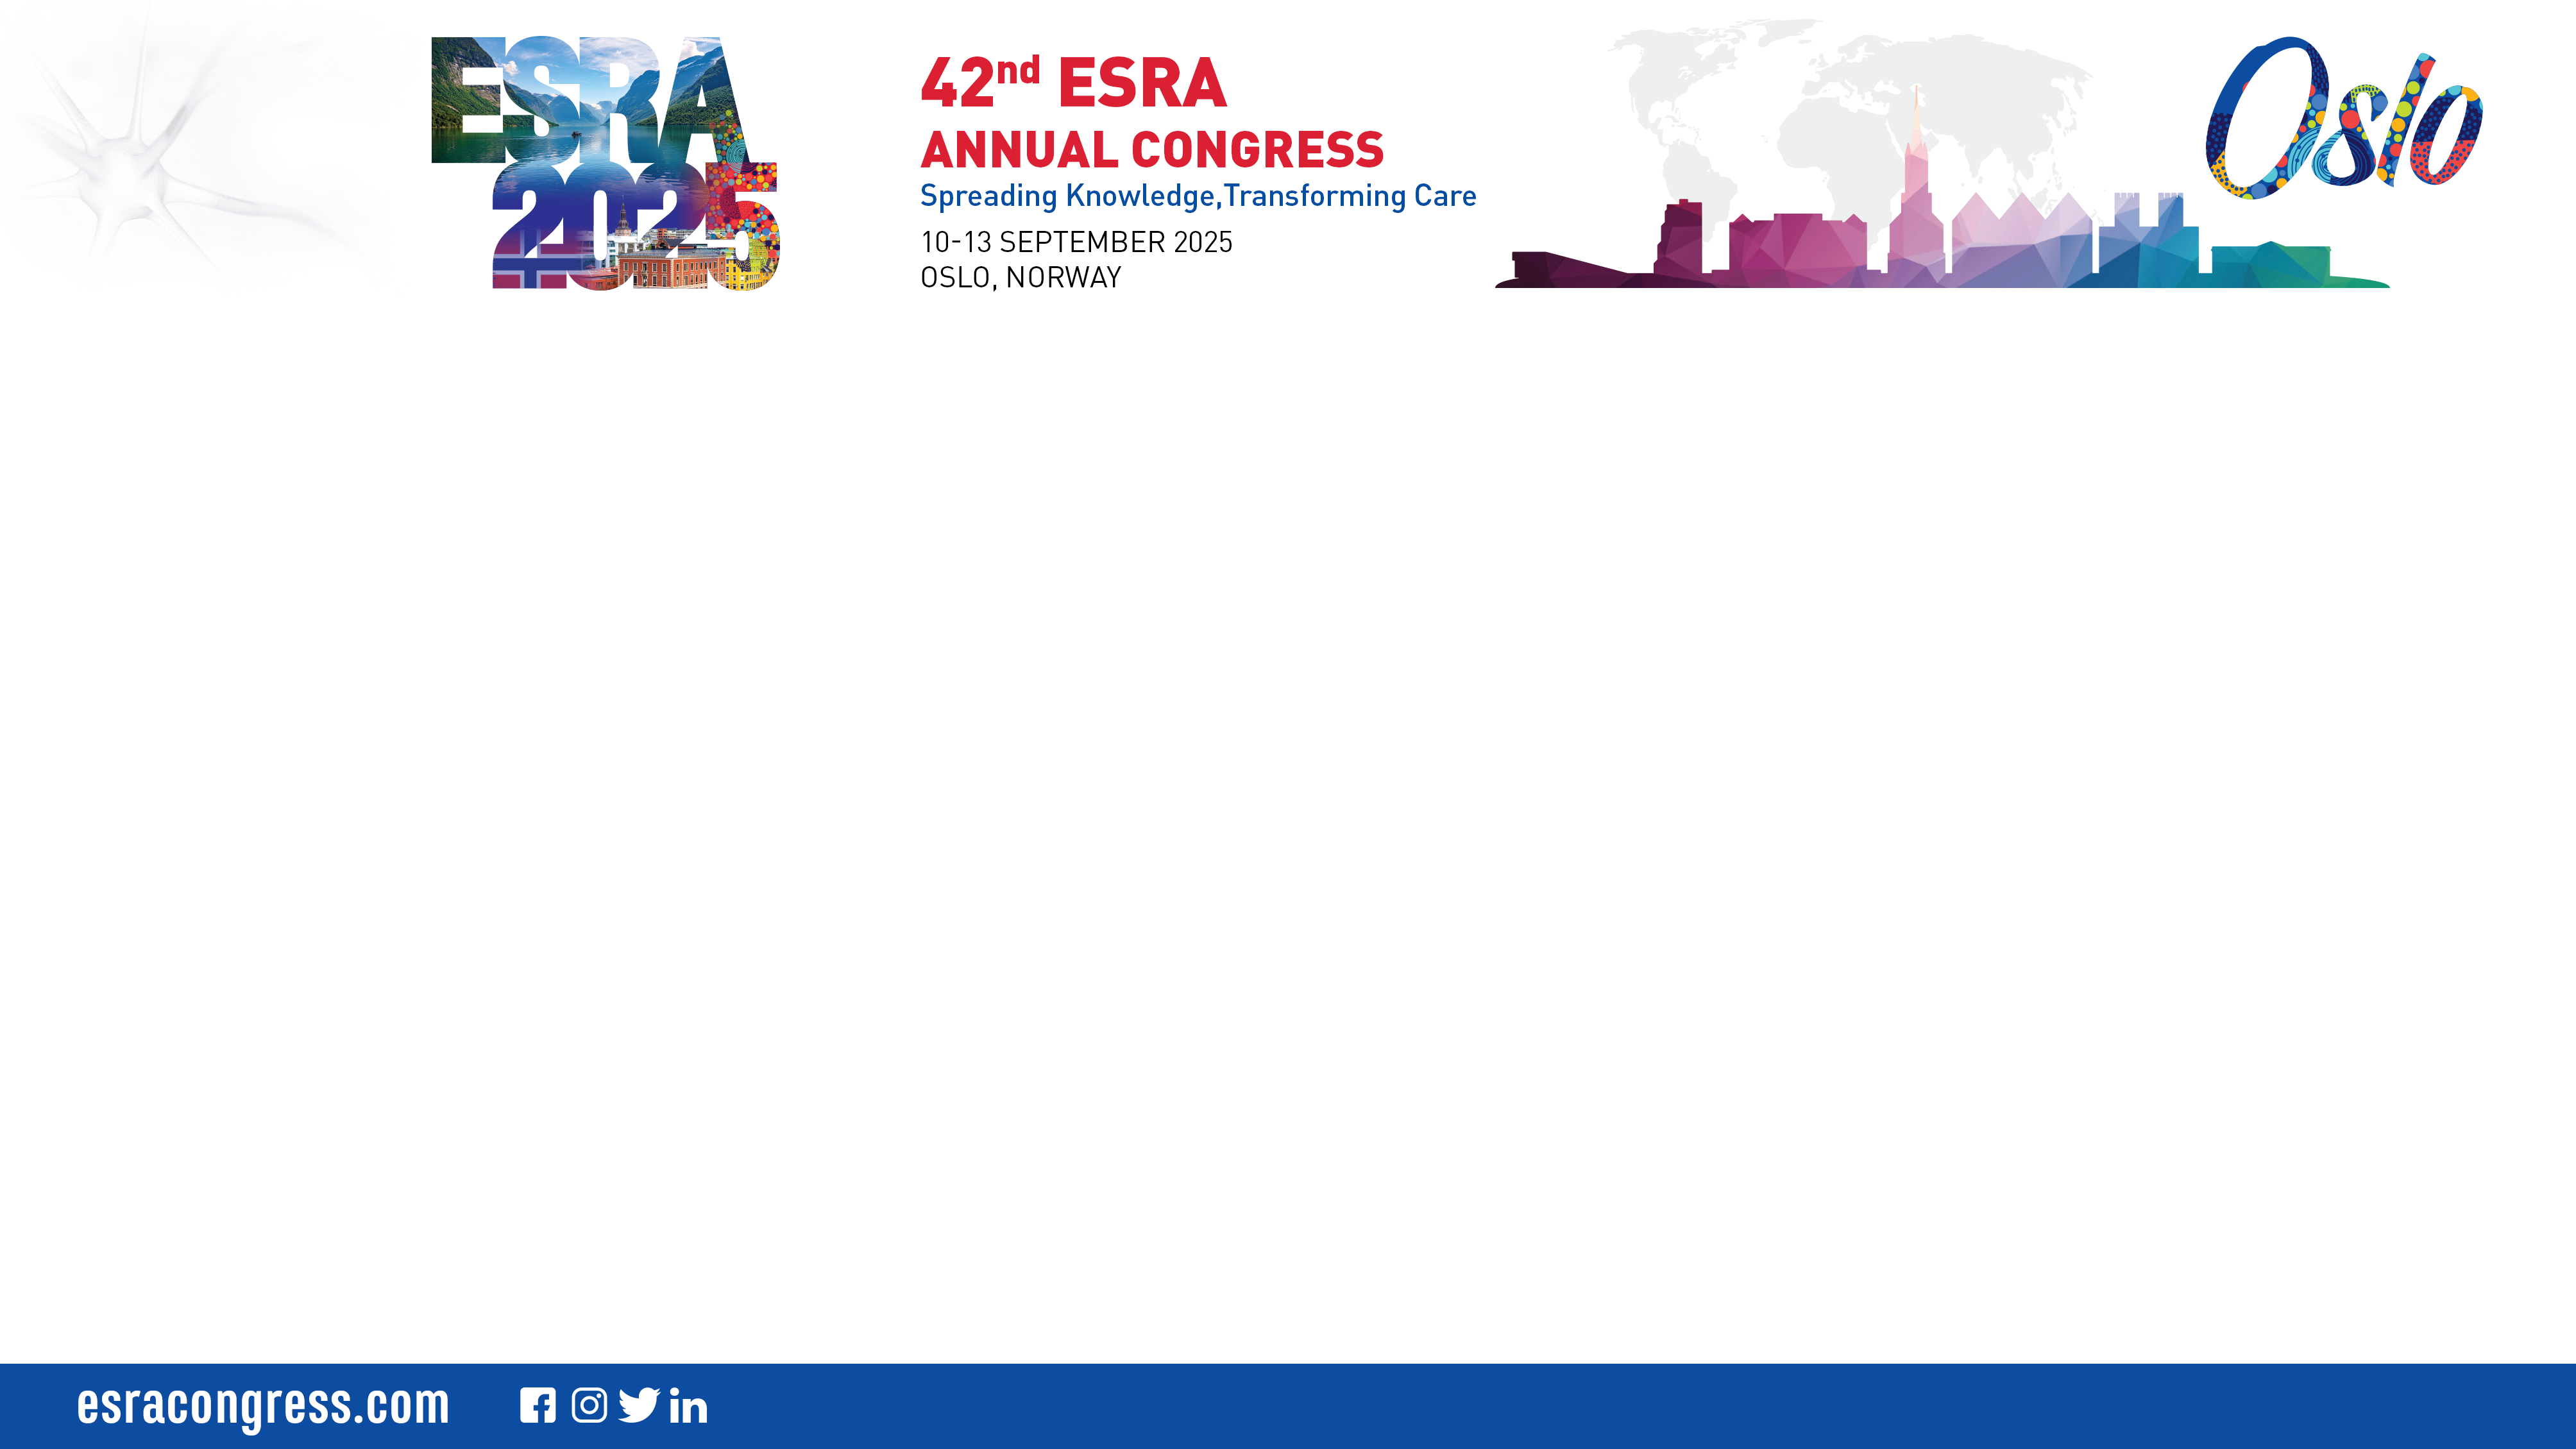 ESRA
2025
42nd ESRA
ANNUAL CONGRESS
Spreading Knowledge,Transforming Care
10-13 SEPTEMBER 2025
OSLO, NORWAY
Oslo
esracongress.com